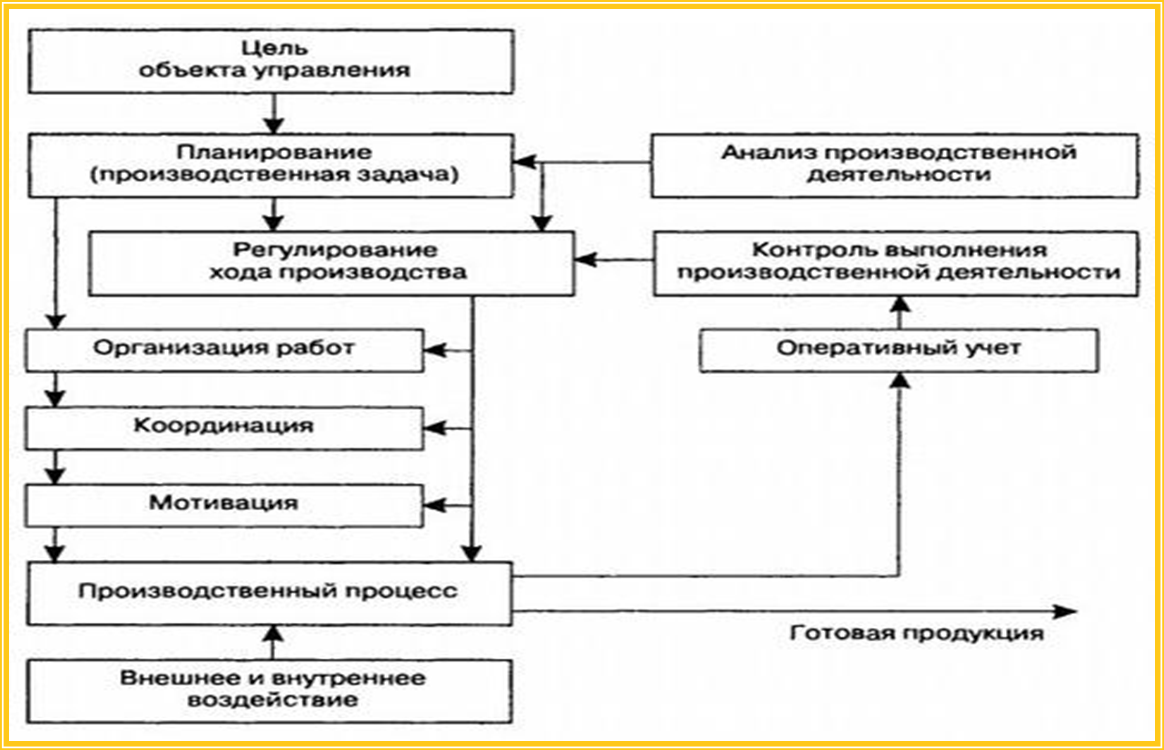 Цель
объекта управления
Планирование
(производственная задача)
Анализ производственной
деятельности
Регулирование
хода производства
Контроль выполнения
производственной деятельности
Организация работ
Оперативный учет
Координация
Мотивация
Производственный процесс
Готовая продукция
Внешнее и внутреннее
воздействие